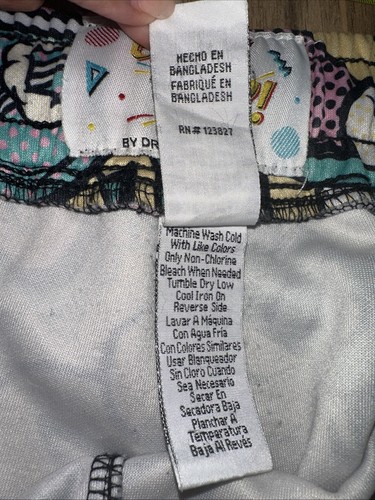 HECHO EN
BANGLADESH
FABRIQUÉ EN
BANGLADESH
RN# 123827
BY DR
Machine Wash Cold
With Like Colors
Only Non-Chlorine
Bleach When Needed
Tumble Dry Low
Cool Iron On
Reverse Side
Lavar A Máquina
Con Agua Fría
Con Colores Similares
Usar Blanqueador
Sin Cloro Cuando
Sea Necesario
Secar En
Secadora Baja
Planchar A
Temperatura
Baja Al Revés